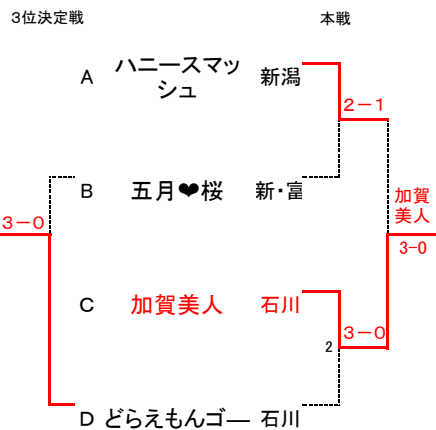 3位決定戦 本戦
A ハニースマッ
シュ 新潟
2－1
B 五月❤桜 新・富
加賀
美人
3－0
3-0
C 加賀美人 石川
3－0
2
D どらえもんゴ― 石川